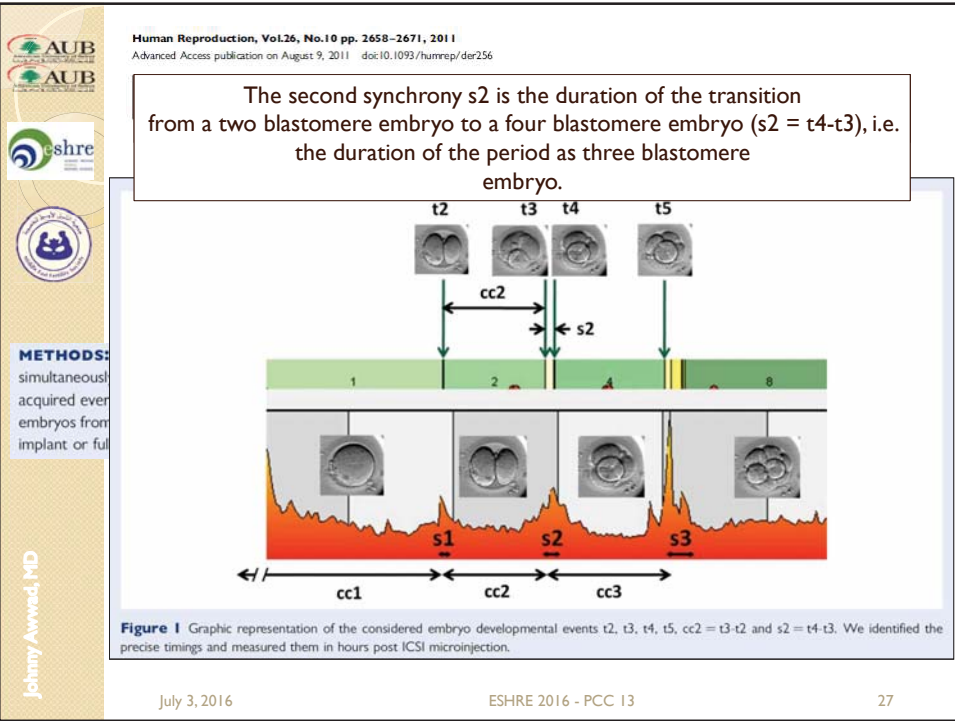 AUB
AUB
eshre
Human Reproduction, Vol.26, No.10 pp. 2658–2671, 2011
Advanced Access publication on August 9, 2011 doi:10.1093/humrep/der256
The second synchrony s2 is the duration of the transition
from a two blastomere embryo to a four blastomere embryo (s2 = t4-t3), i.e.
the duration of the period as three blastomere
embryo.
t2 t3 t4 t5
cc2
s2
METHODS:
simultaneously
acquired ever
embryos from
implant or ful
1 2 4 8
s1 s2 s3
cc1 cc2 cc3
Figure 1 Graphic representation of the considered embryo developmental events t2, t3, t4, t5, cc2 = t3-t2 and s2 = t4-t3. We identified the
precise timings and measured them in hours post ICSI microinjection.
Johnny Awwad, MD
July 3, 2016 ESHRE 2016 - PCC 13 27